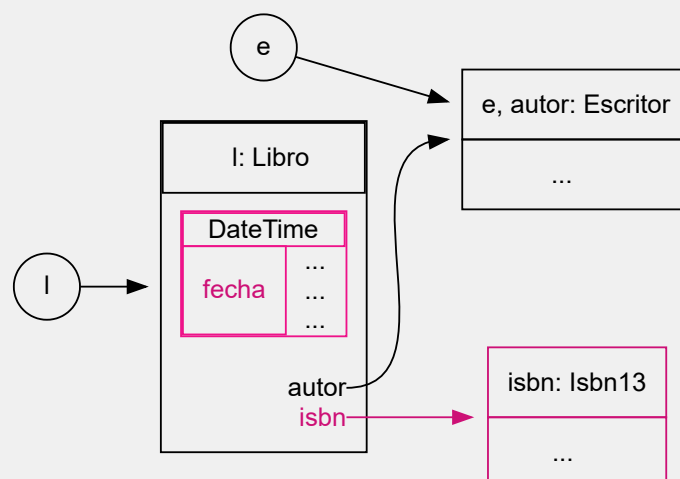 e
e, autor: Escritor
...
l: Libro
DateTime
fecha
...
...
...
l
autor
isbn
isbn: Isbn13
...